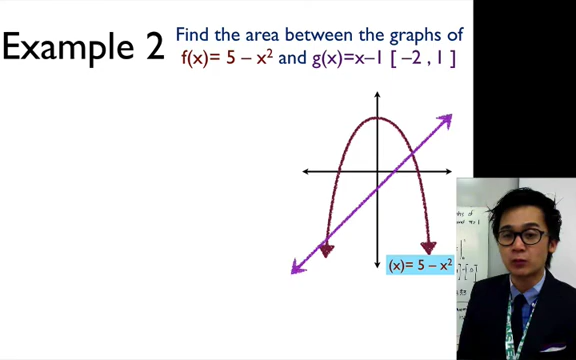 Example 2
Find the area between the graphs of
f(x)= 5 – x² and g(x)=x–1 [ –2 , 1 ]
(x)= 5 – x²